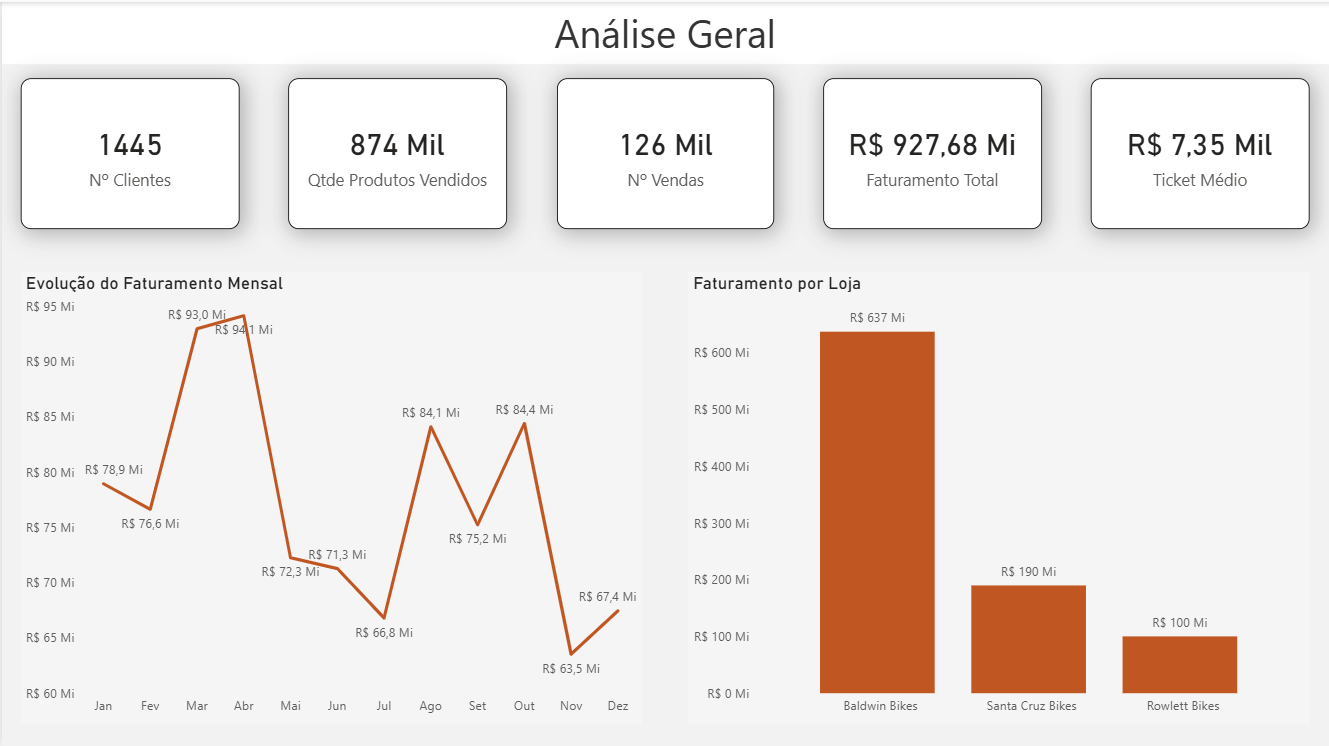 Análise Geral
1445
Nº Clientes
874 Mil
Qtde Produtos Vendidos
126 Mil
Nº Vendas
R$ 927,68 Mi
Faturamento Total
R$ 7,35 Mil
Ticket Médio
Evolução do Faturamento Mensal
R$ 95 Mi
R$ 90 Mi
R$ 85 Mi
R$ 80 Mi
R$ 75 Mi
R$ 70 Mi
R$ 65 Mi
R$ 60 Mi
R$ 78,9 Mi
R$ 76,6 Mi
R$ 93,0 Mi
R$ 94,1 Mi
R$ 72,3 Mi
R$ 71,3 Mi
R$ 66,8 Mi
R$ 84,1 Mi
R$ 75,2 Mi
R$ 84,4 Mi
R$ 63,5 Mi
R$ 67,4 Mi
Jan Fev Mar Abr Mai Jun Jul Ago Set Out Nov Dez
Faturamento por Loja
R$ 600 Mi
R$ 500 Mi
R$ 400 Mi
R$ 300 Mi
R$ 200 Mi
R$ 100 Mi
R$ 0 Mi
R$ 637 Mi
R$ 190 Mi
R$ 100 Mi
Baldwin Bikes Santa Cruz Bikes Rowlett Bikes